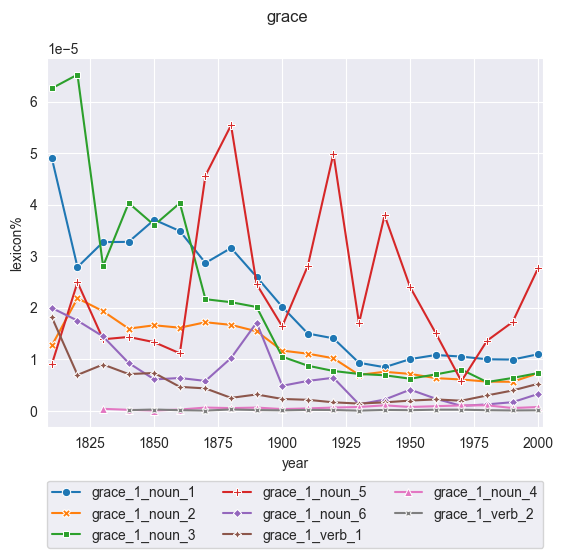 grace
1e−5
6
5
4
3
2
1
0
lexicon%
1825 1850 1875 1900 1925 1950 1975 2000
year
grace_1_noun_1 grace_1_noun_5 grace_1_noun_4
grace_1_noun_2 grace_1_noun_6 grace_1_verb_2
grace_1_noun_3 grace_1_verb_1